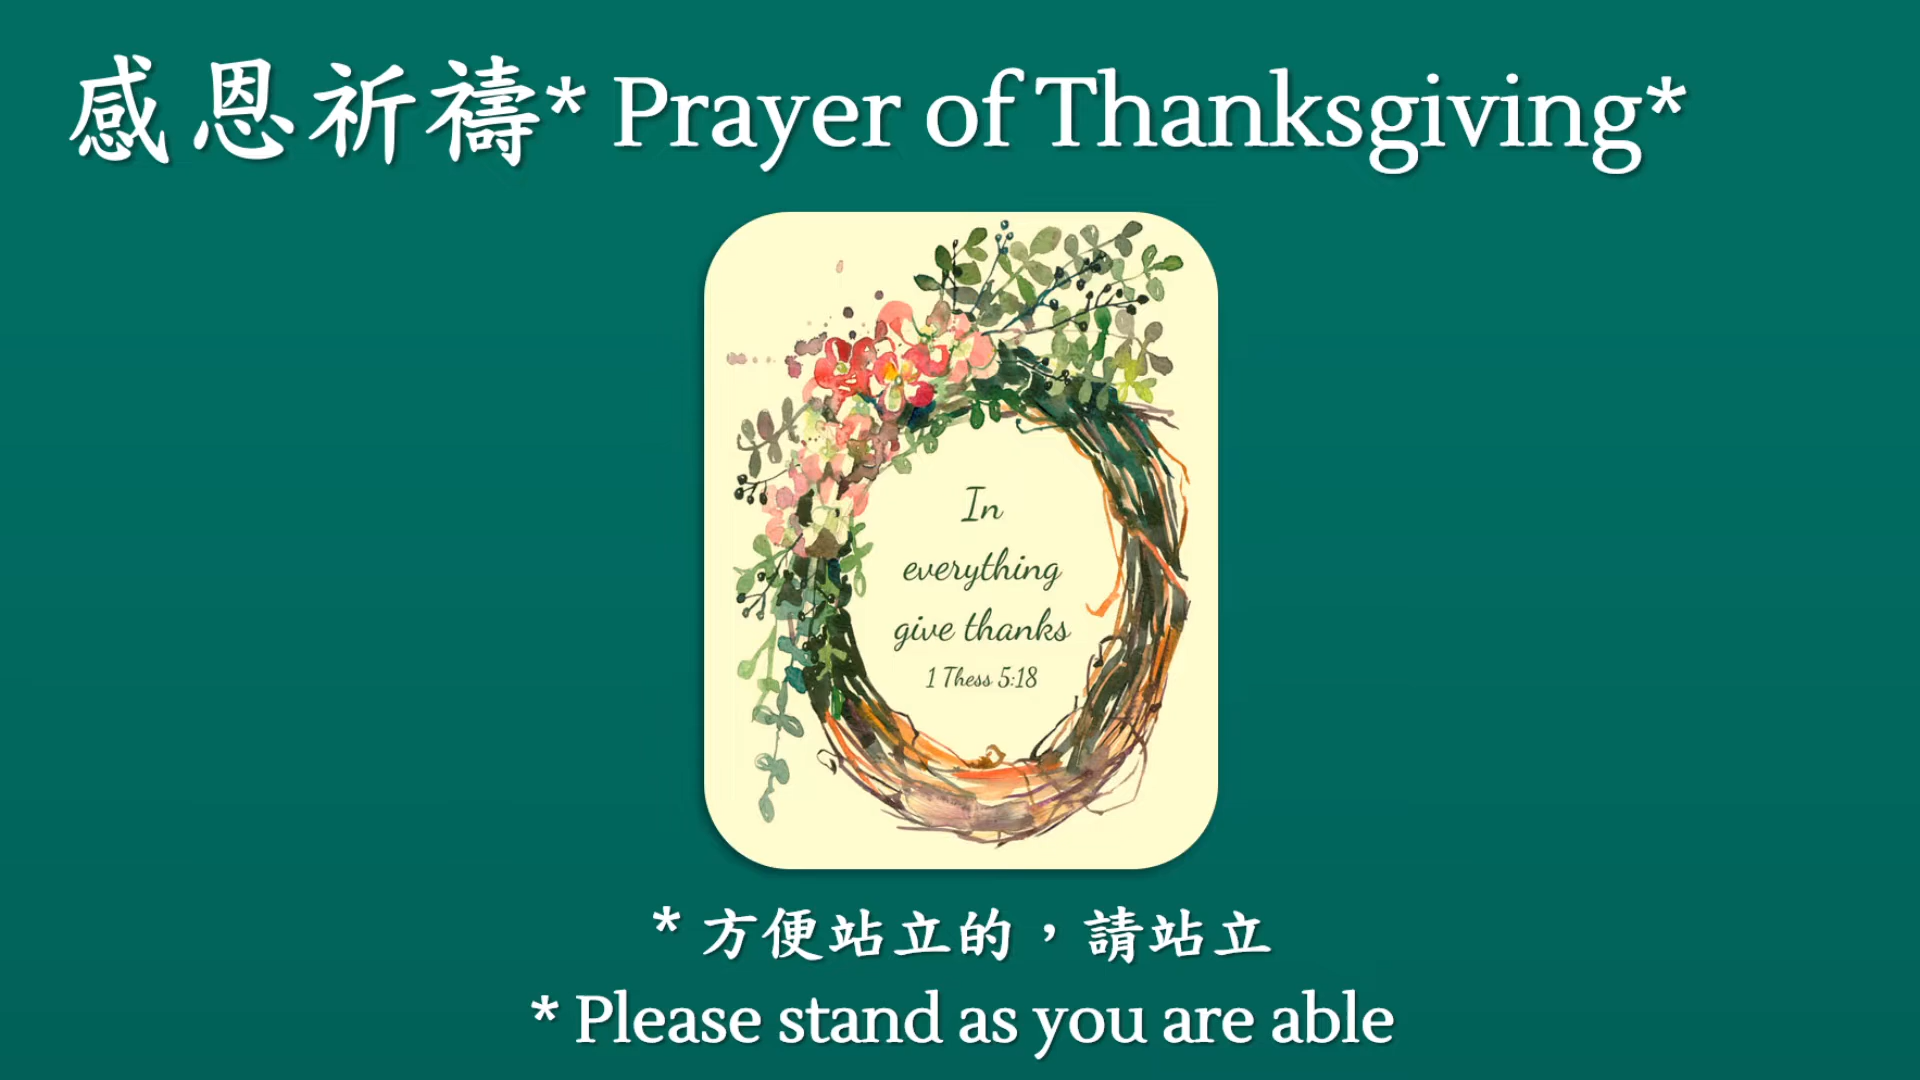 感恩祈禱* Prayer of Thanksgiving*
In
everything
give thanks
1 Thess 5:18
* 方便站立的，請站立
* Please stand as you are able